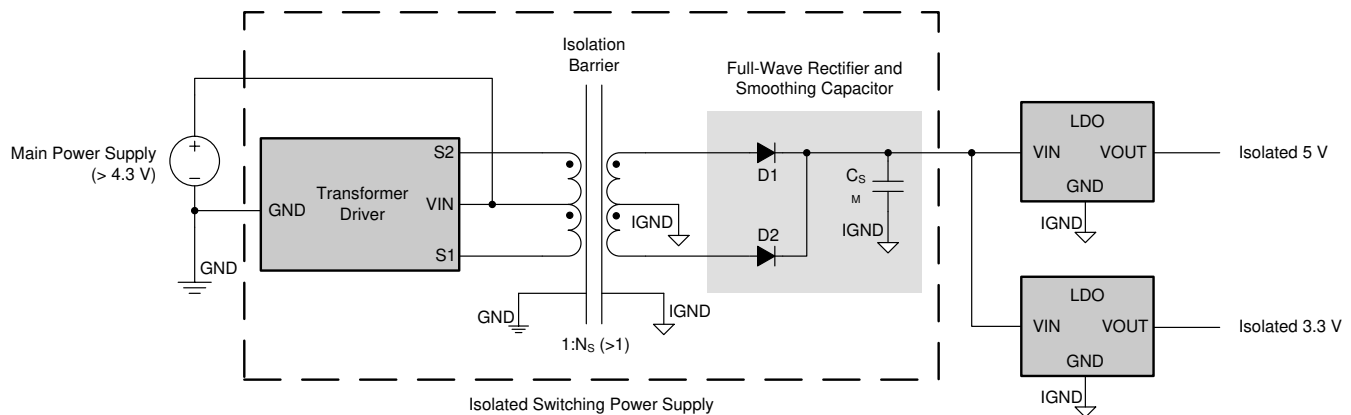 Isolation
Barrier
Full-Wave Rectifier and
Smoothing Capacitor
Main Power Supply
(> 4.3 V)
+
–
GND
GND
Transformer
Driver
S2
VIN
S1
IGND
D1
D2
CS
M
IGND
GND
IGND
1:NS (>1)
LDO
VIN
VOUT
GND
IGND
Isolated 5 V
LDO
VIN
VOUT
GND
IGND
Isolated 3.3 V
Isolated Switching Power Supply